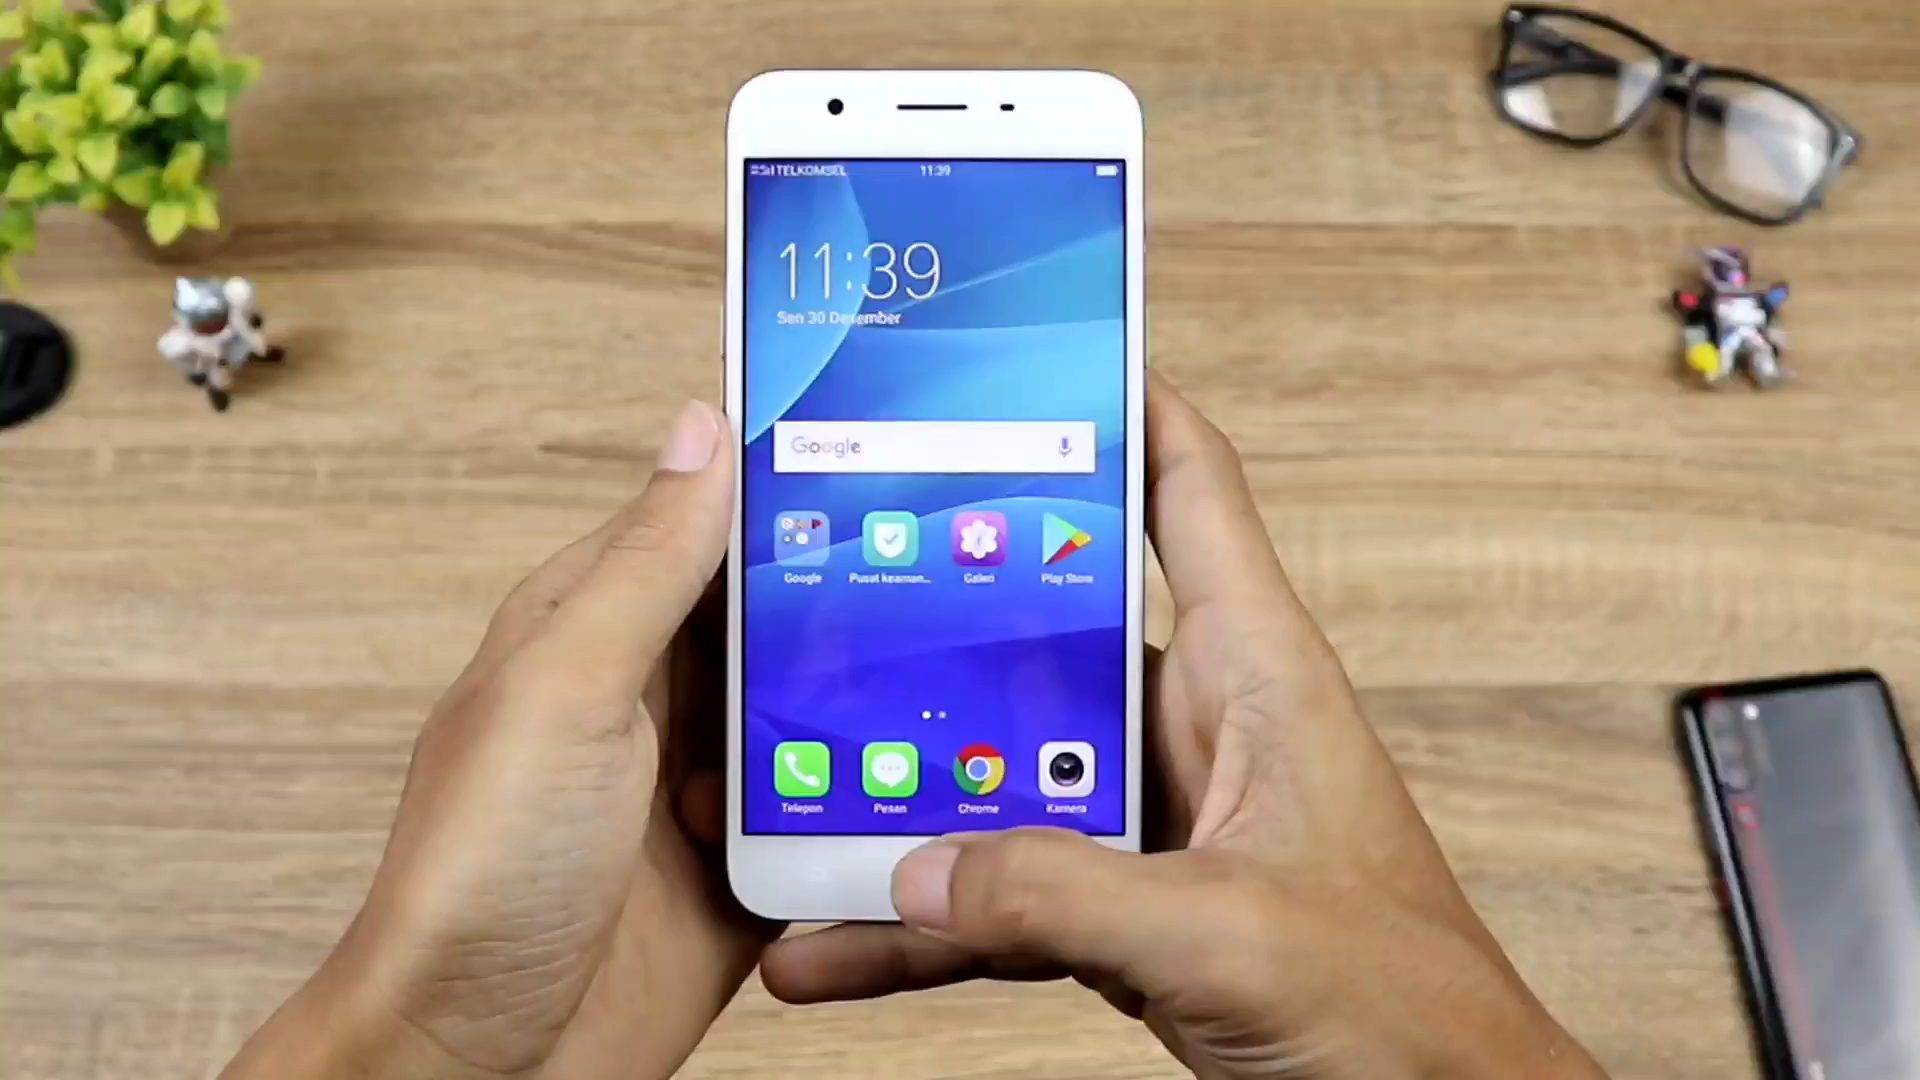 TELKOMSEL 11:39
11:39
Sen 30 Desember
Google
Google Pusat keaman... Galeri Play Store
Telepon Pesan Chrome Kamera